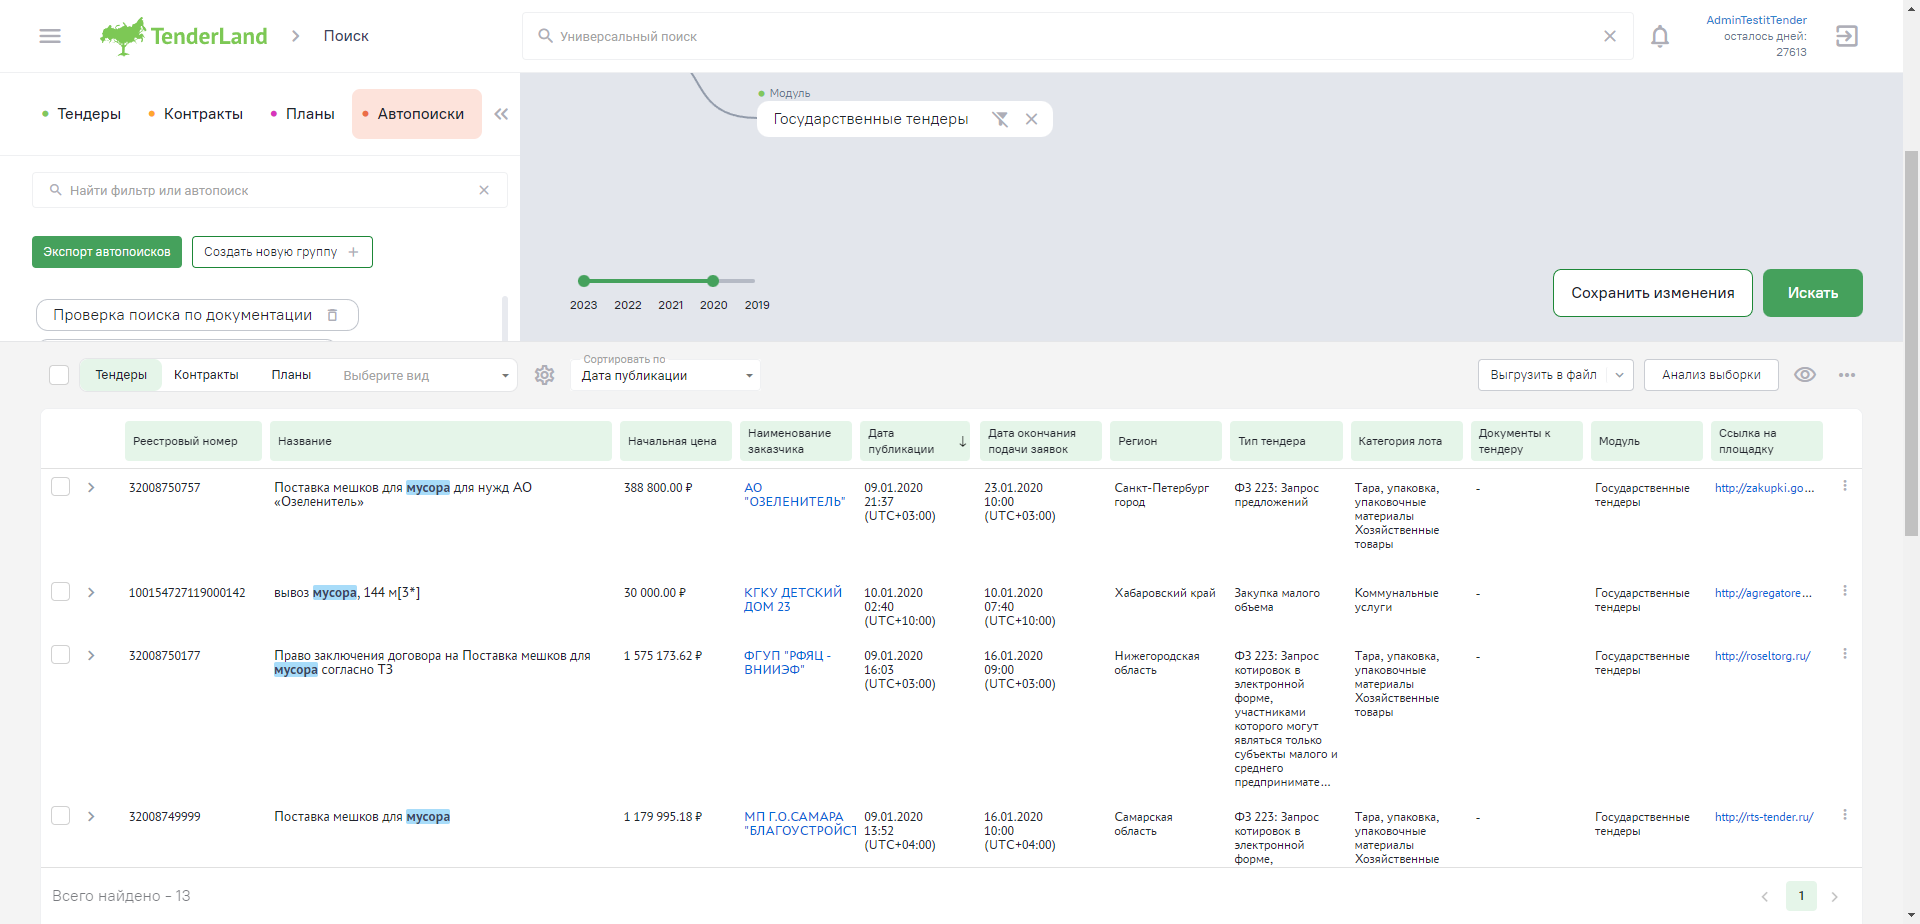 TenderLand
Поиск
Универсальный поиск
AdminTestitTender
осталось дней:
27613
Тендеры
Контракты
Планы
Автопоиски
Модуль
Государственные тендеры
Найти фильтр или автопоиск
Экспорт автопоисков
Создать новую группу
Проверка поиска по документации
2023 2022 2021 2020 2019
Сохранить изменения
Искать
Тендеры
Контракты
Планы
Выберите вид
Сортировать по
Дата публикации
Выгрузить в файл
Анализ выборки
Реестровый номер
Название
Начальная цена
Наименование
заказчика
Дата
публикации
Дата окончания
подачи заявок
Регион
Тип тендера
Категория лота
Документы к
тендеру
Модуль
Ссылка на
площадку
32008750757
Поставка мешков для мусора для нужд АО
«Озеленитель»
388 800.00 ₽
АО
"ОЗЕЛЕНИТЕЛЬ"
09.01.2020
21:37
(UTC+03:00)
23.01.2020
10:00
(UTC+03:00)
Санкт-Петербург
город
ФЗ 223: Запрос
предложений
Тара, упаковка,
упаковочные
материалы
Хозяйственные
товары
-
Государственные
тендеры
http://zakupki.go...
100154727119000142
вывоз мусора, 144 м[3*]
30 000.00 ₽
КГКУ ДЕТСКИЙ
ДОМ 23
10.01.2020
02:40
(UTC+10:00)
10.01.2020
07:40
(UTC+10:00)
Хабаровский край
Закупка малого
объема
Коммунальные
услуги
-
Государственные
тендеры
http://agregatore...
32008750177
Право заключения договора на Поставка мешков для
мусора согласно ТЗ
1 575 173.62 ₽
ФГУП "РФЯЦ -
ВНИИЭФ"
09.01.2020
16:03
(UTC+03:00)
16.01.2020
09:00
(UTC+03:00)
Нижегородская
область
ФЗ 223: Запрос
котировок в
электронной
форме,
участниками
которого могут
являться только
субъекты малого и
среднего
предпринимате...
Тара, упаковка,
упаковочные
материалы
Хозяйственные
товары
-
Государственные
тендеры
http://roseltorg.ru/
32008749999
Поставка мешков для мусора
1 179 995.18 ₽
МП Г.О.САМАРА
"БЛАГОУСТРОЙСТ
09.01.2020
13:52
(UTC+04:00)
16.01.2020
10:00
(UTC+04:00)
Самарская
область
ФЗ 223: Запрос
котировок в
электронной
форме,
Тара, упаковка,
упаковочные
материалы
Хозяйственные
-
Государственные
тендеры
http://rts-tender.ru/
Всего найдено - 13
1